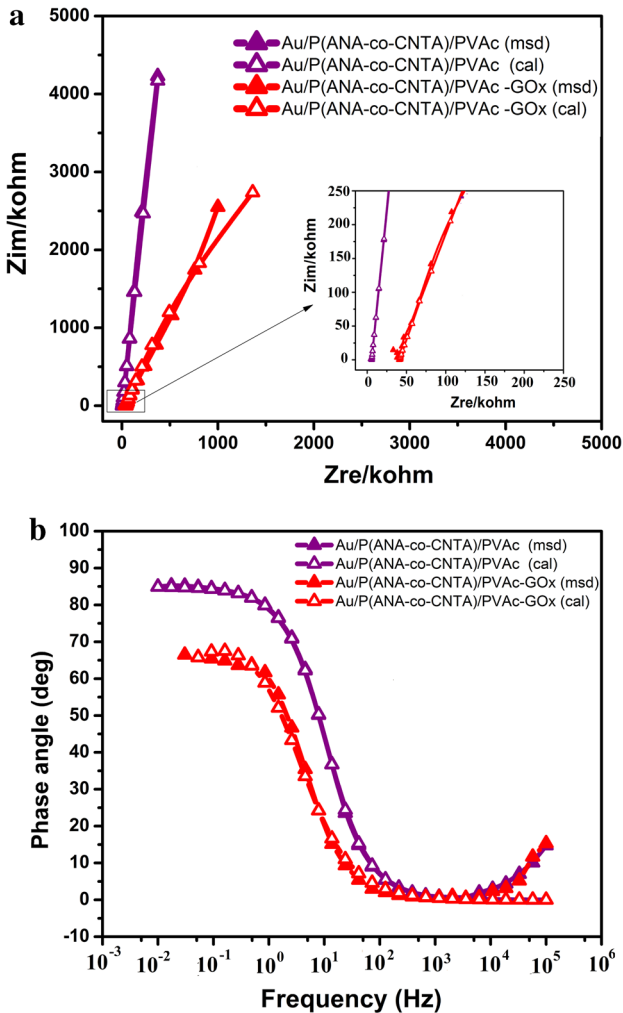 a
Au/P(ANA-co-CNTA)/PVAc (msd)
Au/P(ANA-co-CNTA)/PVAc (cal)
Au/P(ANA-co-CNTA)/PVAc -GOx (msd)
Au/P(ANA-co-CNTA)/PVAc -GOx (cal)
Zim/kohm
5000
4000
3000
2000
1000
0
0 1000 2000 3000 4000 5000
Zre/kohm
Zim/kohm
250
200
150
100
50
0
0 50 100 150 200 250
Zre/kohm
b
Au/P(ANA-co-CNTA)/PVAc (msd)
Au/P(ANA-co-CNTA)/PVAc (cal)
Au/P(ANA-co-CNTA)/PVAc-GOx (msd)
Au/P(ANA-co-CNTA)/PVAc-GOx (cal)
Phase angle (deg)
100
90
80
70
60
50
40
30
20
10
0
-10
10⁻³ 10⁻² 10⁻¹ 10⁰ 10¹ 10² 10³ 10⁴ 10⁵ 10⁶
Frequency (Hz)